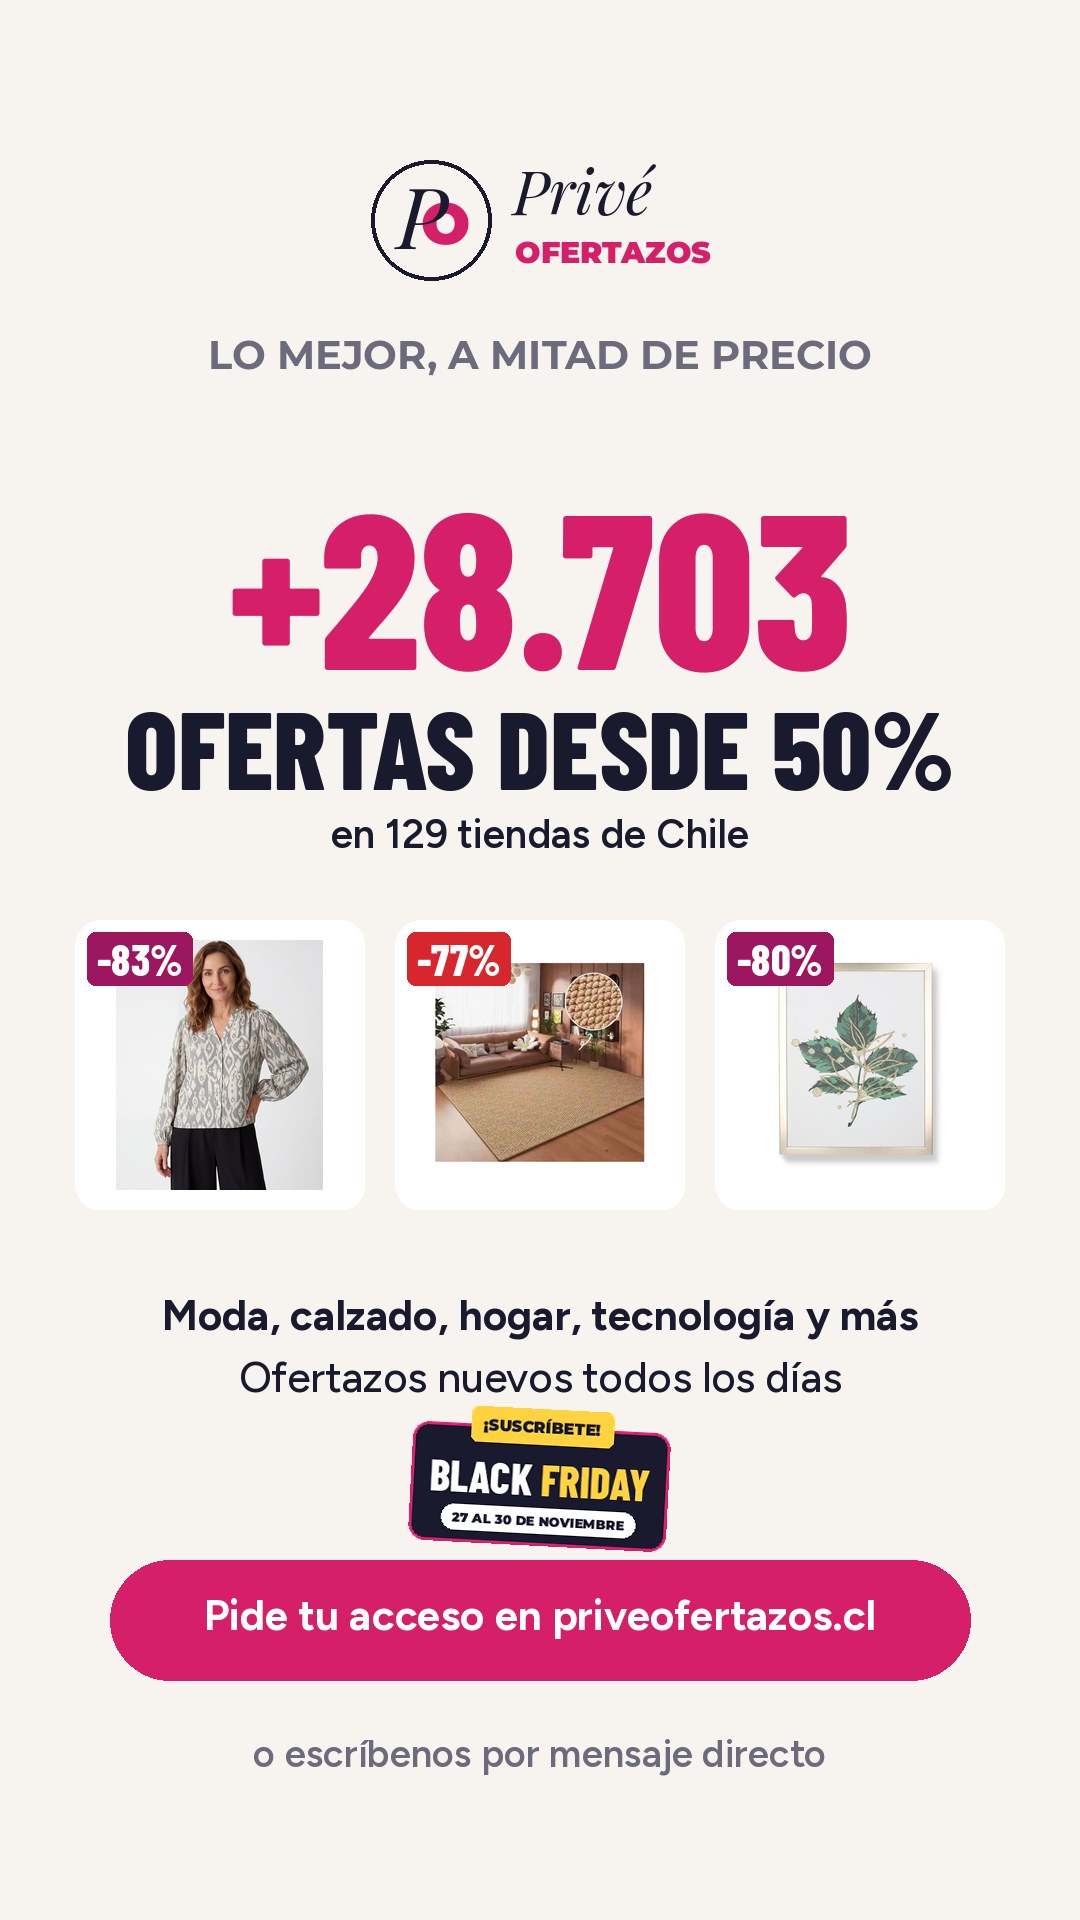 Po
Privé
OFERTAZOS
LO MEJOR, A MITAD DE PRECIO
+28.703
OFERTAS DESDE 50%
en 129 tiendas de Chile
-83%
-77%
-80%
Moda, calzado, hogar, tecnología y más
Ofertazos nuevos todos los días
¡SUSCRÍBETE!
BLACK FRIDAY
27 AL 30 DE NOVIEMBRE
Pide tu acceso en priveofertazos.cl
o escríbenos por mensaje directo